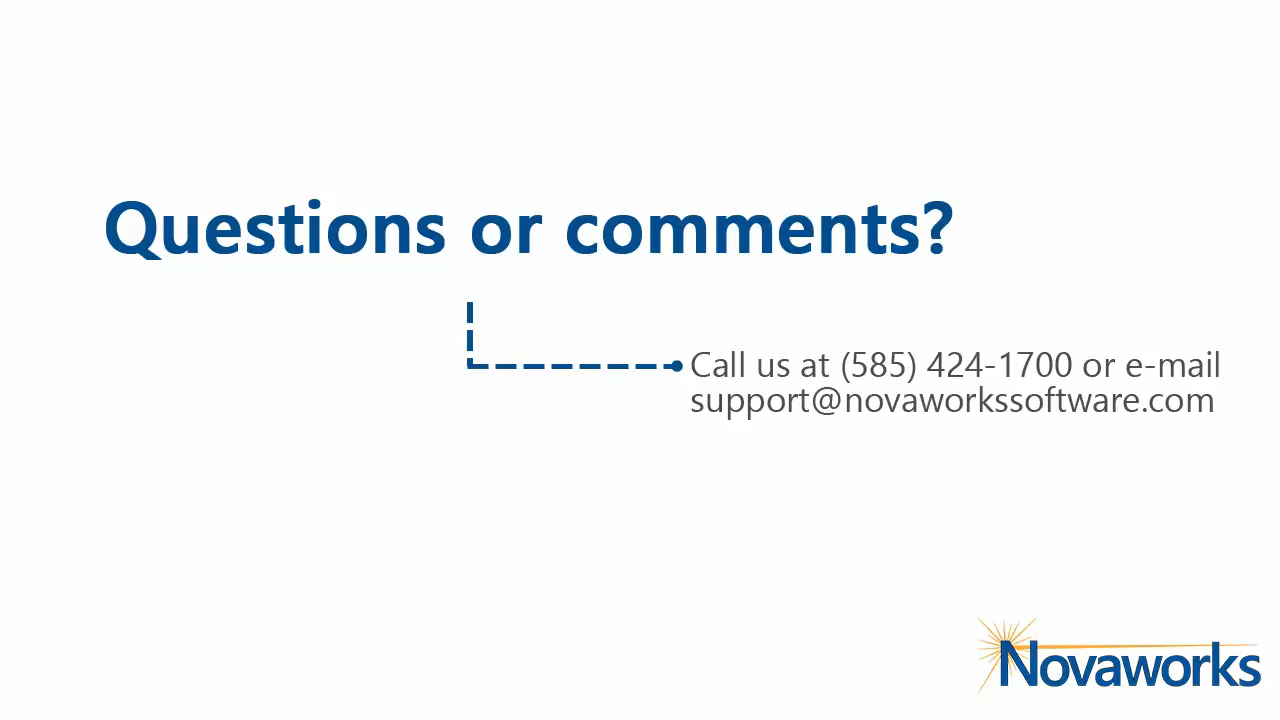 Questions or comments?
Call us at (585) 424-1700 or e-mail
support@novaworkssoftware.com
Novaworks